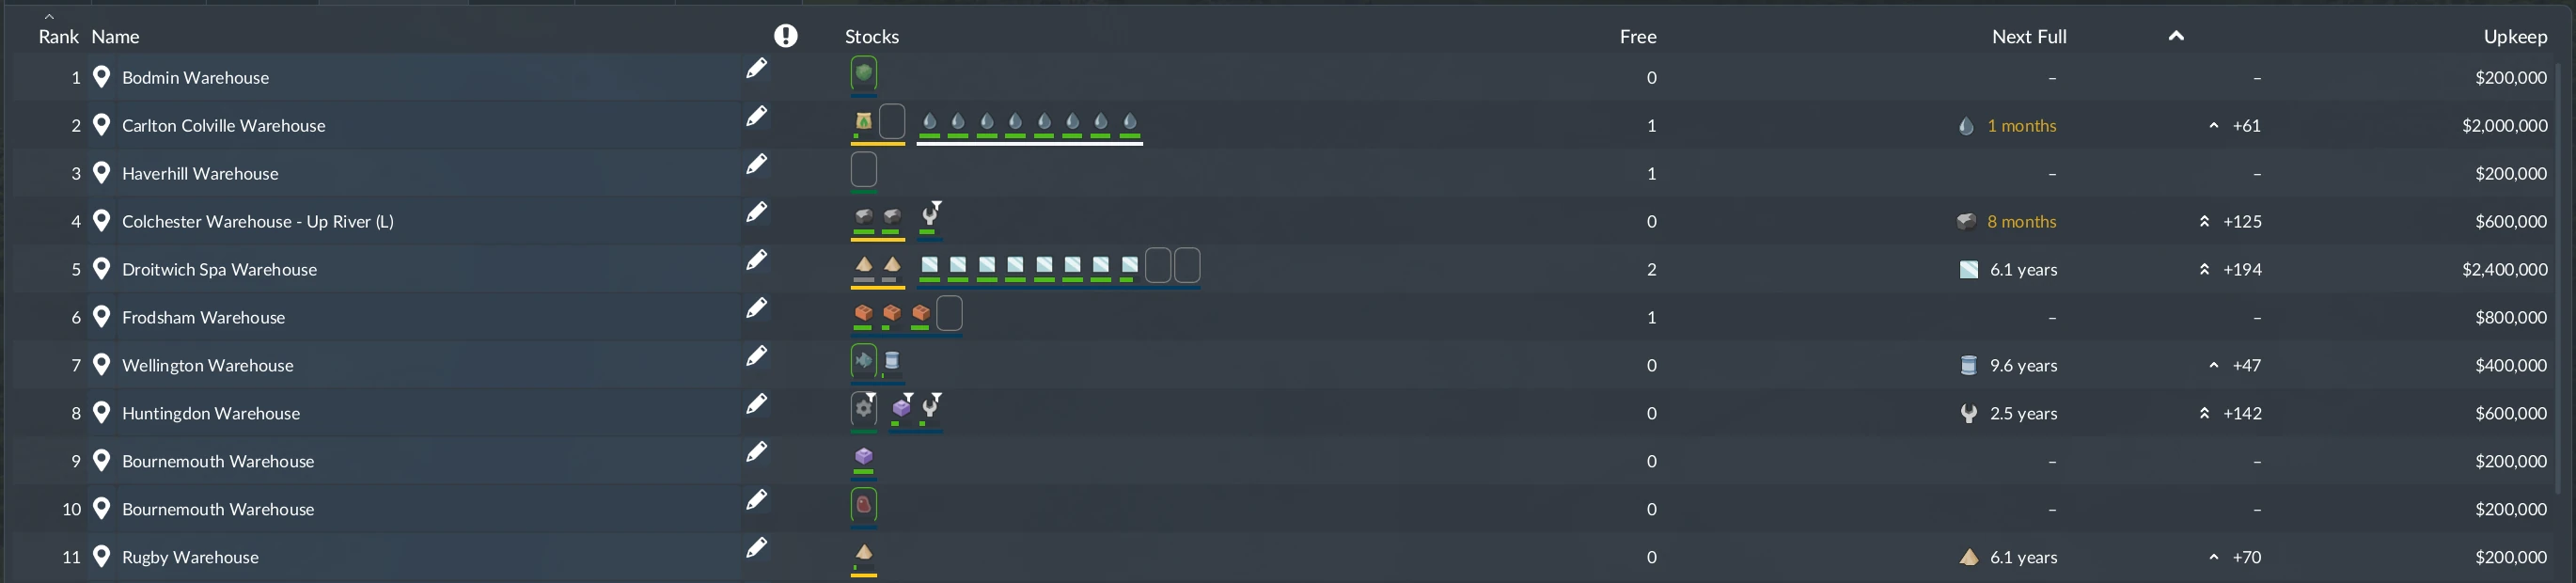 Rank Name Stocks Free Next Full Upkeep
1 Bodmin Warehouse 0 – – $200,000
2 Carlton Colville Warehouse 1 1 months +61 $2,000,000
3 Haverhill Warehouse 1 – – $200,000
4 Colchester Warehouse - Up River (L) 0 8 months +125 $600,000
5 Droitwich Spa Warehouse 2 6.1 years +194 $2,400,000
6 Frodsham Warehouse 1 – – $800,000
7 Wellington Warehouse 0 9.6 years +47 $400,000
8 Huntingdon Warehouse 0 2.5 years +142 $600,000
9 Bournemouth Warehouse 0 – – $200,000
10 Bournemouth Warehouse 0 – – $200,000
11 Rugby Warehouse 0 6.1 years +70 $200,000